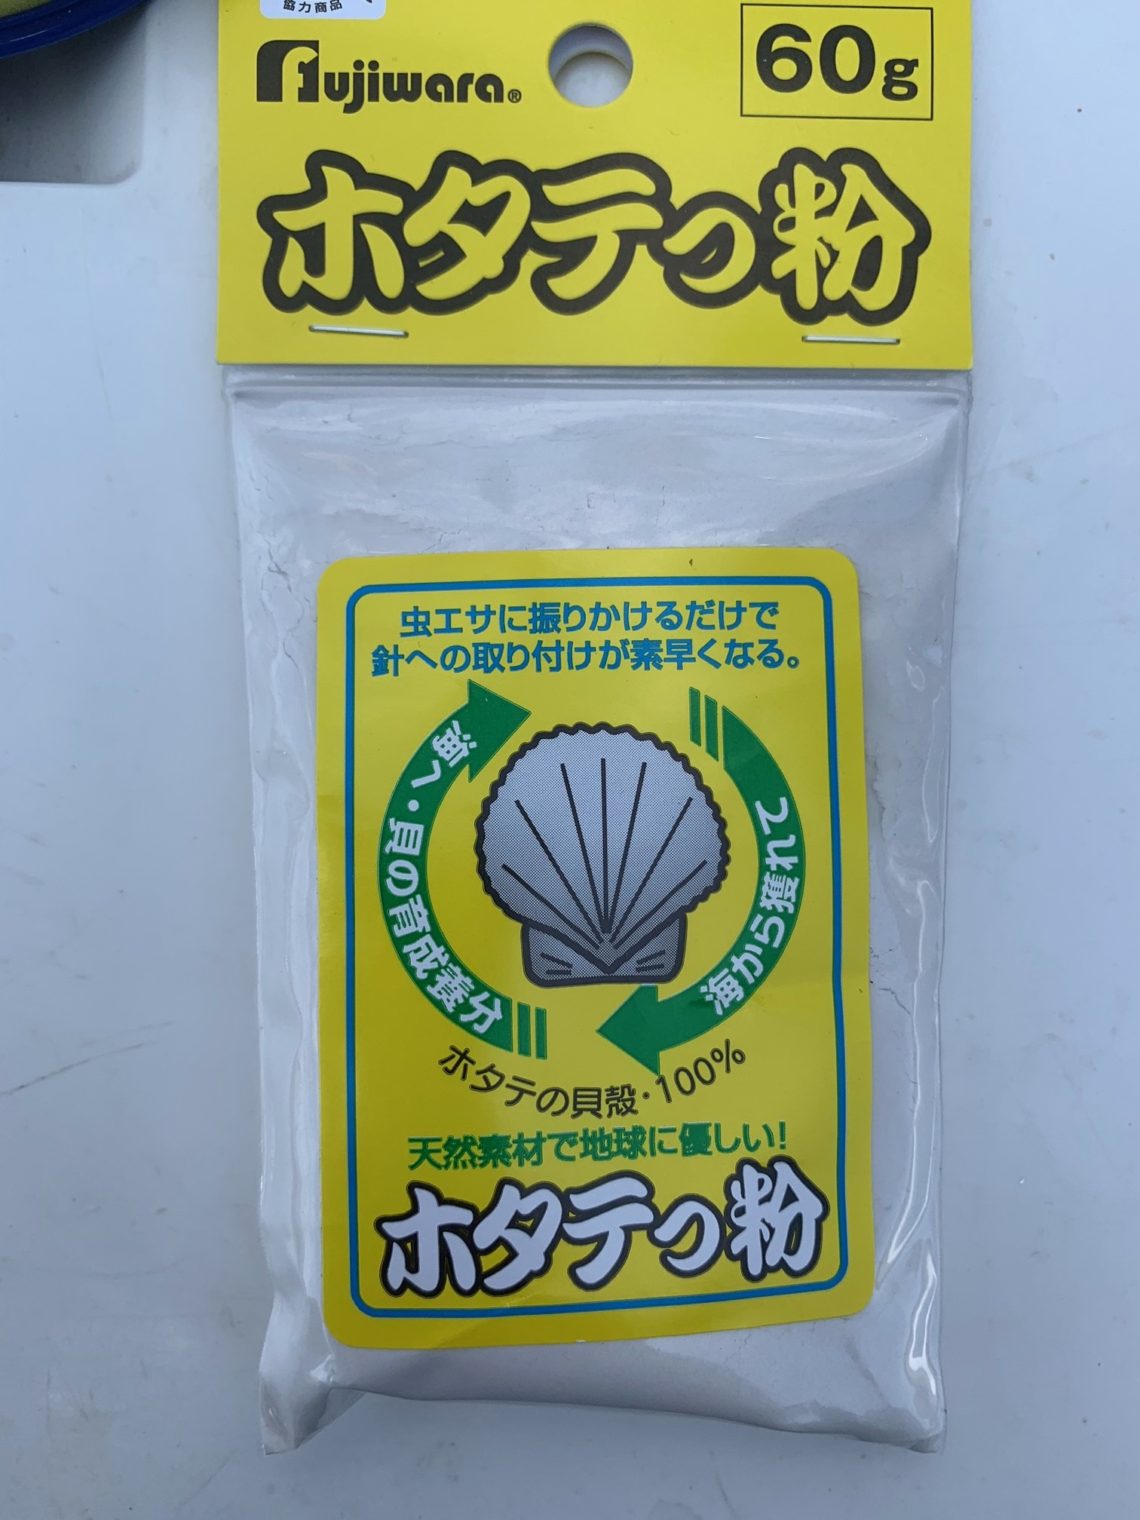 協力商品
Fujiwara®
60g
ホタテっ粉
虫エサに振りかけるだけで
針への取り付けが素早くなる。
海から獲れて
海へ・貝の育成養分
ホタテの貝殻・100%
天然素材で地球に優しい!
ホタテっ粉